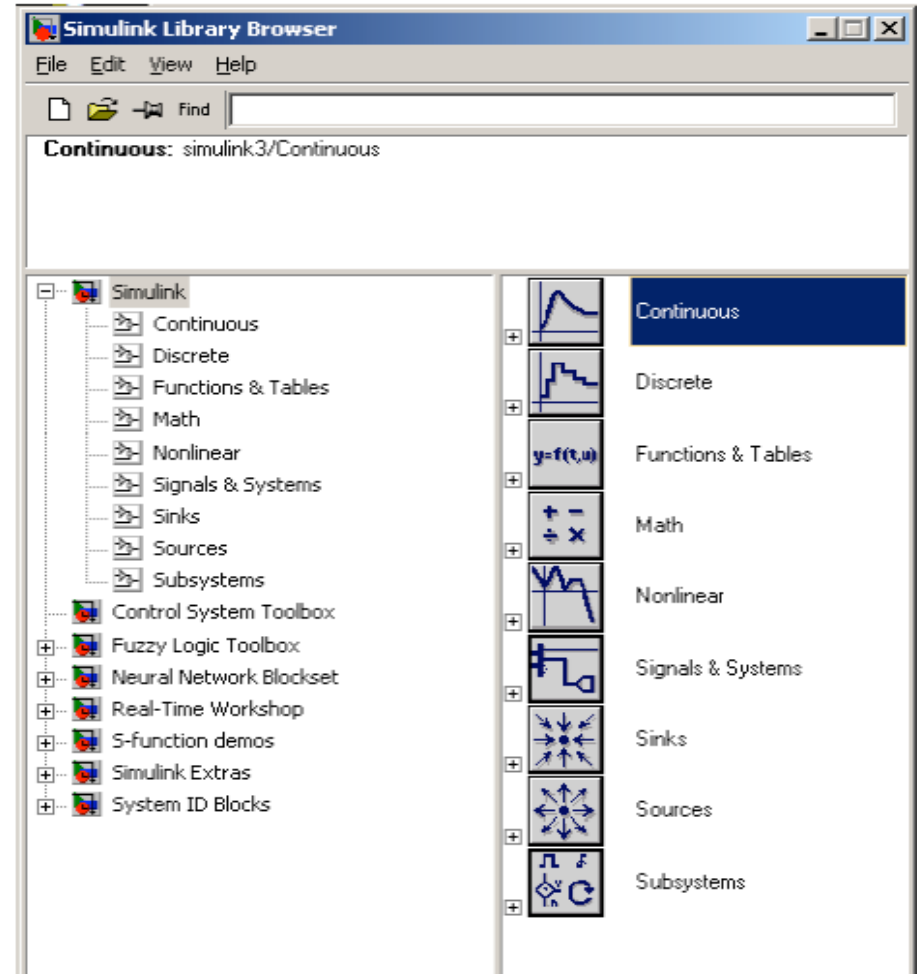 Simulink Library Browser
File Edit View Help
Find
Continuous: simulink3/Continuous
Simulink
Continuous
Discrete
Functions & Tables
Math
Nonlinear
Signals & Systems
Sinks
Sources
Subsystems
Control System Toolbox
Fuzzy Logic Toolbox
Neural Network Blockset
Real-Time Workshop
S-function demos
Simulink Extras
System ID Blocks
Continuous
Discrete
y=f(t,u)
Functions & Tables
+ −
÷ ×
Math
Nonlinear
Signals & Systems
Sinks
Sources
Subsystems